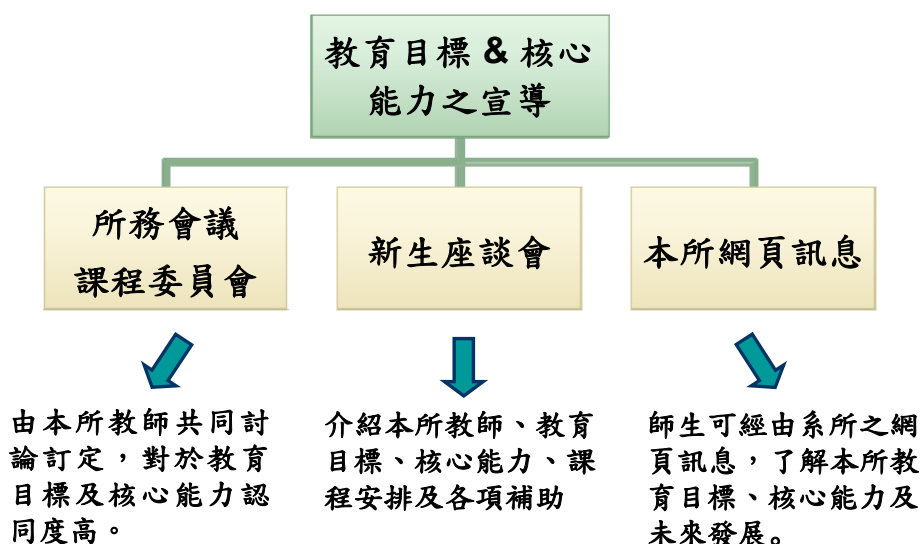 教育目標 & 核心
能力之宣導
所務會議
課程委員會
新生座談會
本所網頁訊息
由本所教師共同討
論訂定，對於教育
目標及核心能力認
同度高。
介紹本所教師、教育
目標、核心能力、課
程安排及各項補助
師生可經由系所之網
頁訊息，了解本所教
育目標、核心能力及
未來發展。